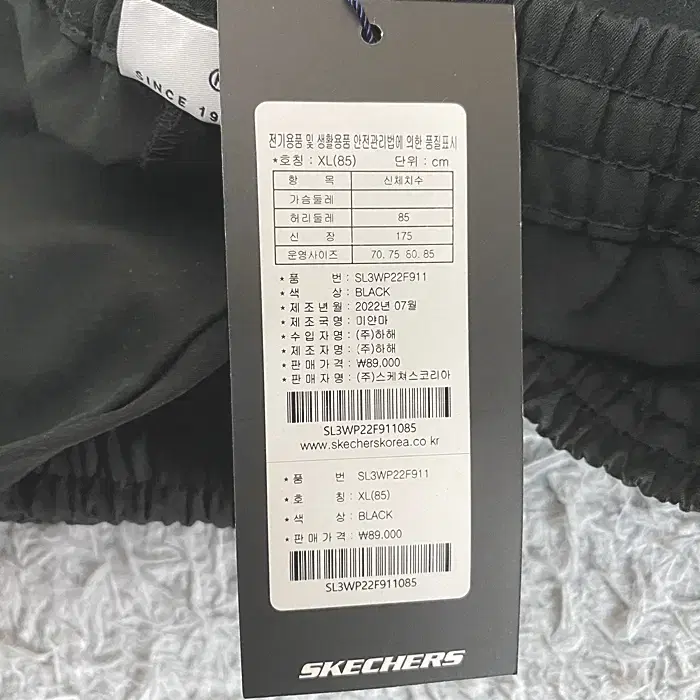 SINCE 19
전기용품 및 생활용품 안전관리법에 의한 품질표시
*호칭 : XL(85) 단위 : cm
항 목 신체치수
가슴둘레
허리둘레 85
신 장 175
운영사이즈 70. 75 80. 85
*품 번 : SL3WP22F911
*색 상 : BLACK
*제조년월 : 2022년 07월
*제조국명 : 미얀마
*수입자명 : (주)하해
*제조자명 : (주)하해
*판매가격 : ₩89,000
*판매자명 : (주)스케쳐스코리아
SL3WP22F911085
www.skecherskorea.co.kr
*품 번 SL3WP22F911
*호 칭 : XL(85)
*색 상 : BLACK
*판매가격 : ₩89.000
SL3WP22F911085
SKECHERS